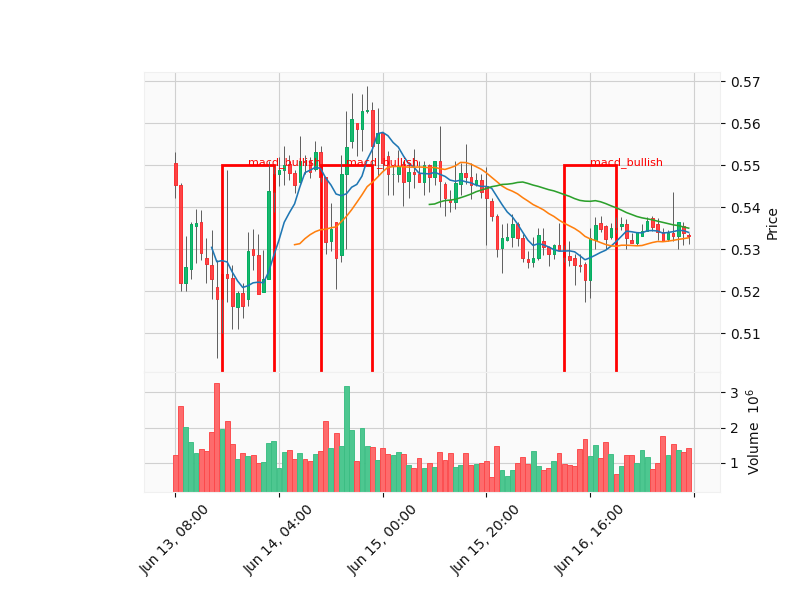 0.57
0.56
macd_bullish
macd_bullish
macd_bullish
0.55
0.54
0.53
0.52
0.51
Price
3
2
1
Volume 10^6
Jun 13, 08:00
Jun 14, 04:00
Jun 15, 00:00
Jun 15, 20:00
Jun 16, 16:00